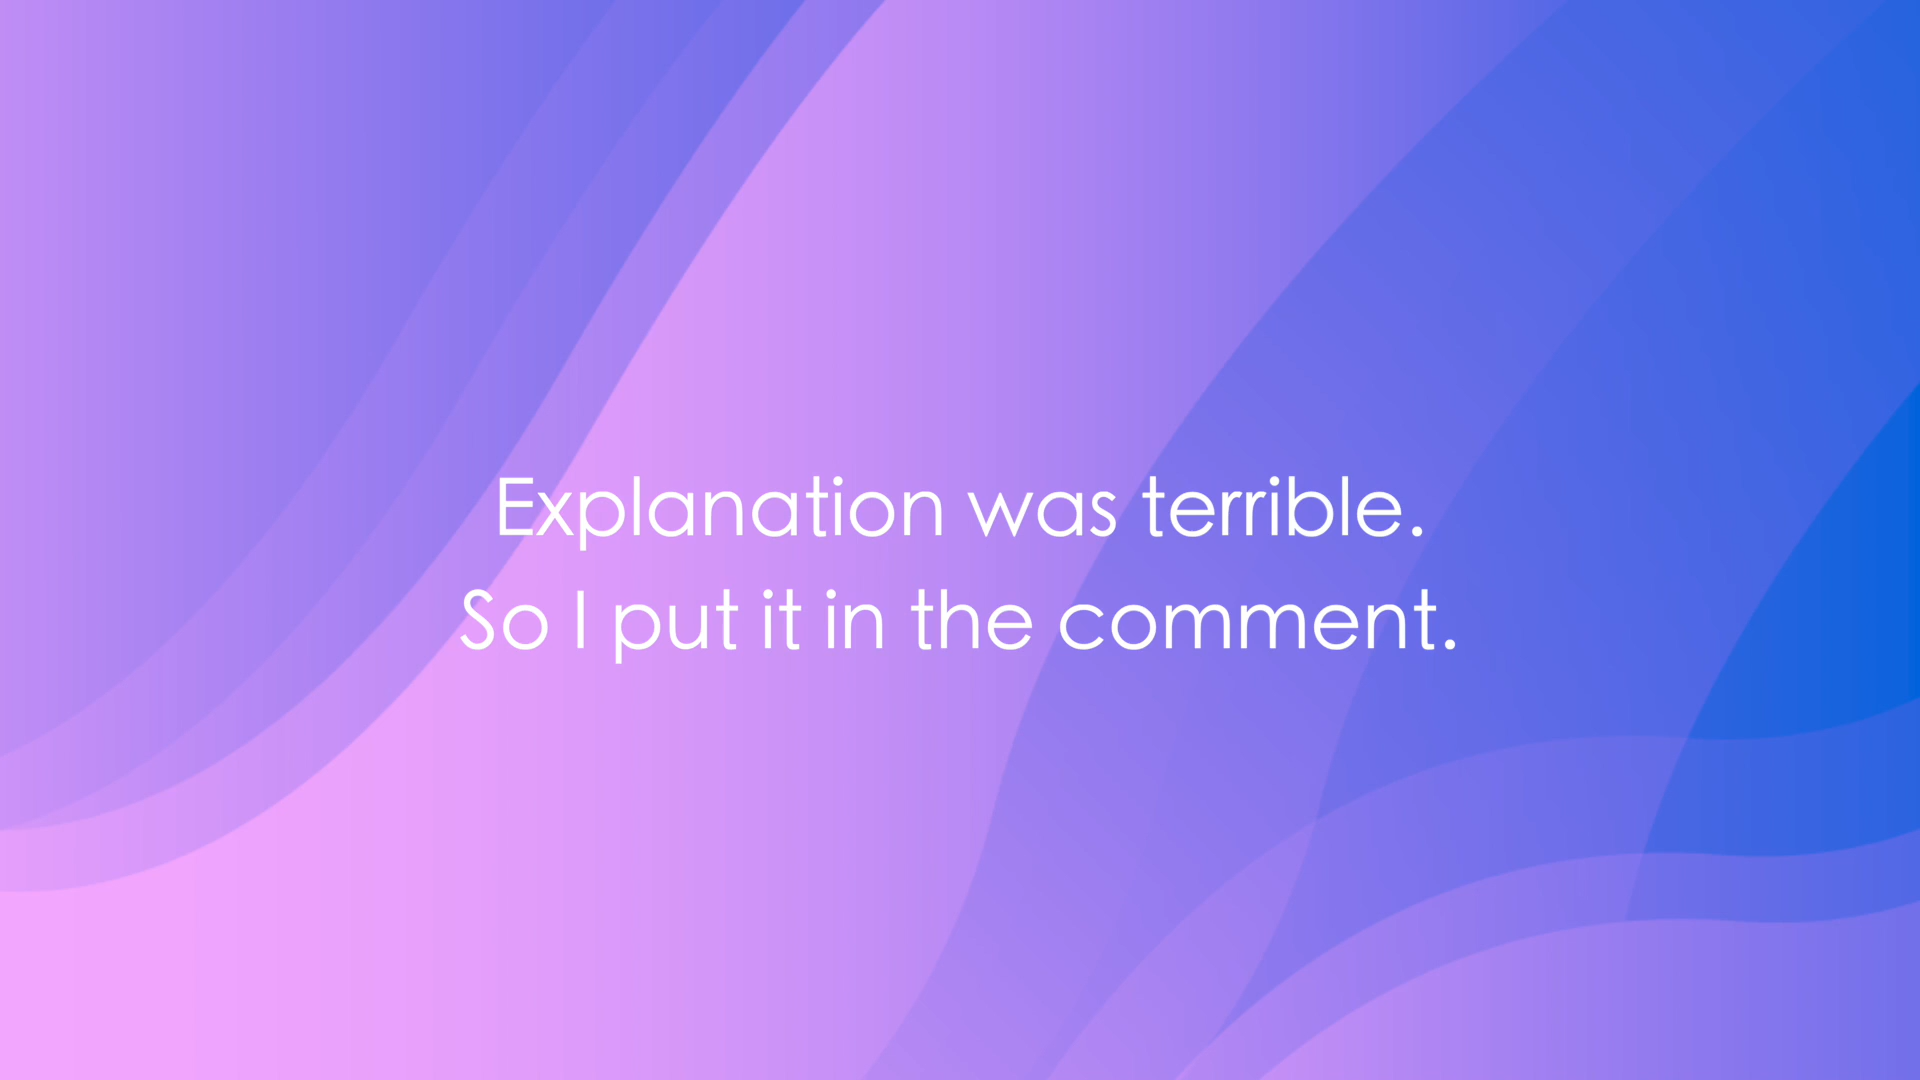 Explanation was terrible.
So I put it in the comment.